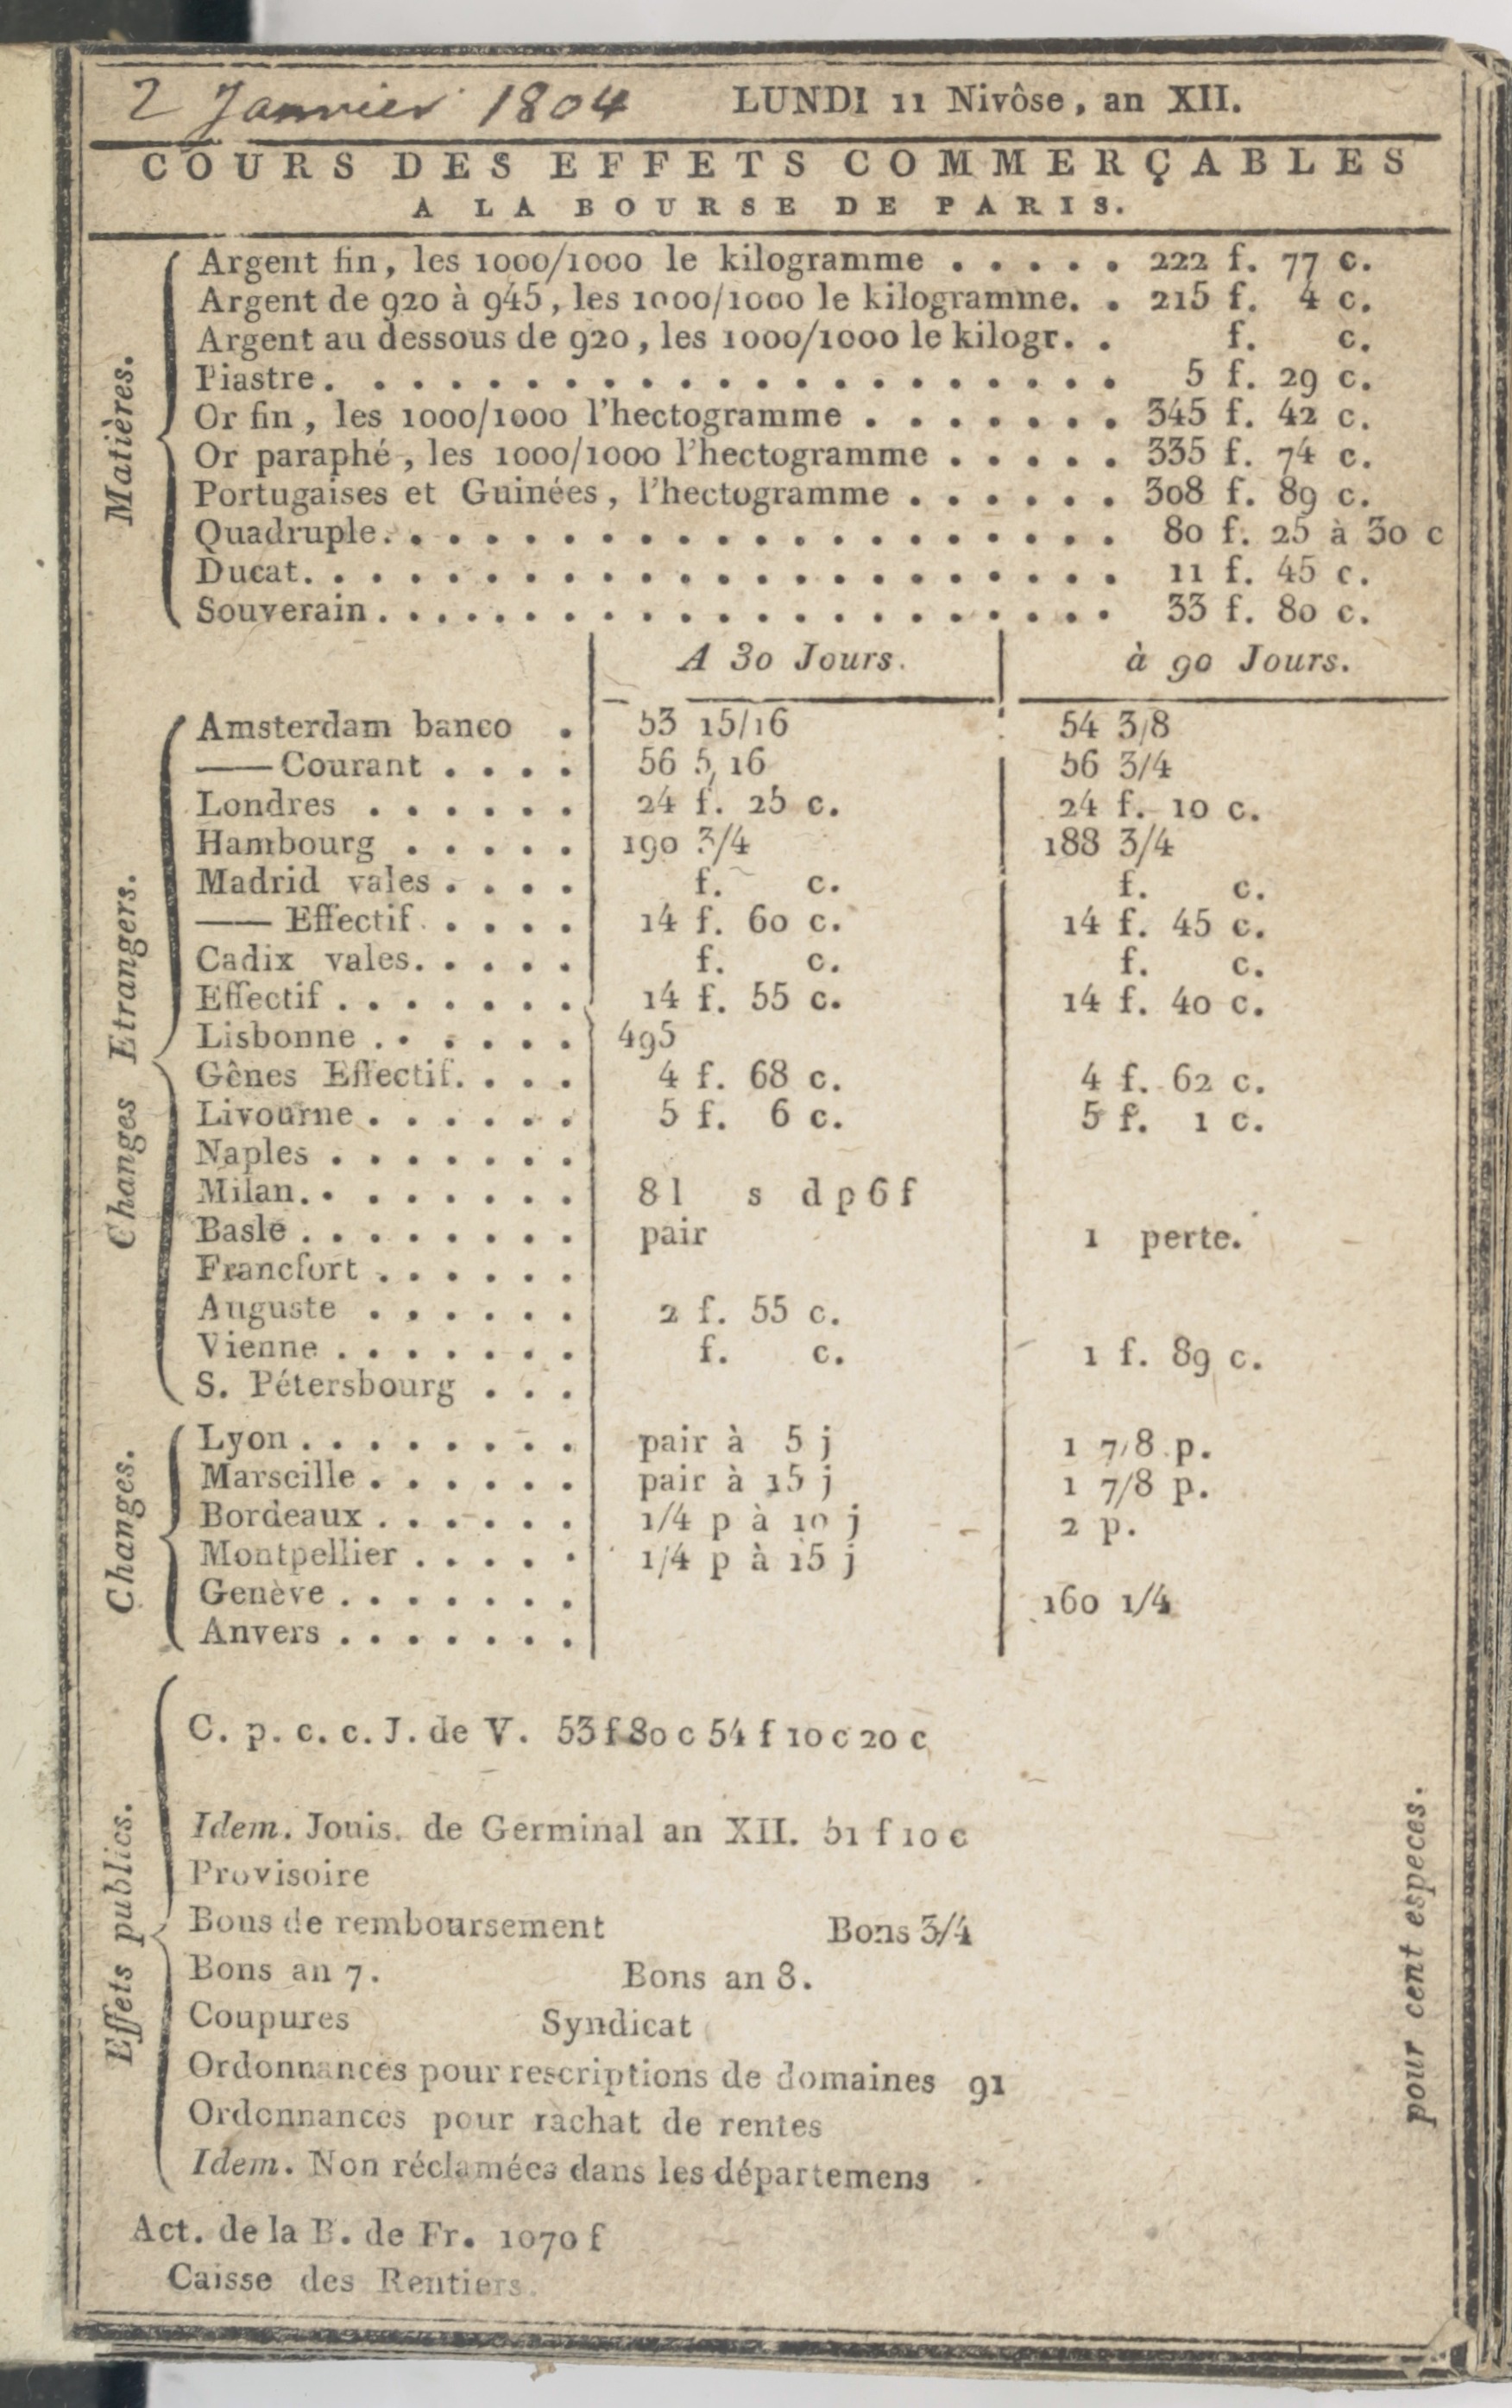 2 Janvier 1804 LUNDI 11 Nivôse, an XII.
COURS DES EFFETS COMMERÇABLES
A LA BOURSE DE PARIS.
Matières.
Argent fin, les 1000/1000 le kilogramme . . . . . 222 f. 77 c.
Argent de 920 à 945, les 1000/1000 le kilogramme. . 215 f. 4 c.
Argent au dessous de 920, les 1000/1000 le kilogr. . f. c.
Piastre. . . . . . . . . . . . . . . . . . . . . 5 f. 29 c.
Or fin, les 1000/1000 l'hectogramme . . . . . . . 345 f. 42 c.
Or paraphé, les 1000/1000 l'hectogramme . . . . . 335 f. 74 c.
Portugaises et Guinées, l'hectogramme . . . . . . 308 f. 89 c.
Quadruple. . . . . . . . . . . . . . . . . . . . 80 f. 25 à 30 c
Ducat. . . . . . . . . . . . . . . . . . . . . . 11 f. 45 c.
Souverain. . . . . . . . . . . . . . . . . . . . 33 f. 80 c.
A 30 Jours. à 90 Jours.
Changes Etrangers.
Amsterdam banco . 53 15/16 54 3/8
—— Courant . . . . 56 5/16 56 3/4
Londres . . . . . . 24 f. 25 c. 24 f. 10 c.
Hambourg . . . . . 190 3/4 188 3/4
Madrid vales . . . . f. c. f. c.
—— Effectif. . . . . 14 f. 60 c. 14 f. 45 c.
Cadix vales. . . . . f. c. f. c.
Effectif . . . . . . . 14 f. 55 c. 14 f. 40 c.
Lisbonne . . . . . . 495
Gênes Effectif. . . . 4 f. 68 c. 4 f. 62 c.
Livourne . . . . . . 5 f. 6 c. 5 f. 1 c.
Naples . . . . . . .
Milan. . . . . . . . 8 l s d p 6 f
Basle . . . . . . . . pair 1 perte.
Francfort . . . . . .
Auguste . . . . . . 2 f. 55 c.
Vienne . . . . . . . f. c. 1 f. 89 c.
S. Pétersbourg . . .
Changes.
Lyon . . . . . . . . pair à 5 j 1 7/8 p.
Marseille . . . . . . pair à 15 j 1 7/8 p.
Bordeaux . . . . . . 1/4 p à 10 j 2 p.
Montpellier . . . . . 1/4 p à 15 j
Genève . . . . . . . 160 1/4
Anvers . . . . . . .
Effets publics.
C. p. c. c. J. de V. 53 f 80 c 54 f 10 c 20 c
Idem. Jouis. de Germinal an XII. 51 f 10 c
Provisoire
Bons de remboursement Bons 3/4
Bons an 7. Bons an 8.
Coupures Syndicat
Ordonnances pour rescriptions de domaines 91
Ordonnances pour rachat de rentes
Idem. Non réclamées dans les départemens
pour cent especes.
Act. de la B. de Fr. 1070 f
Caisse des Rentiers.